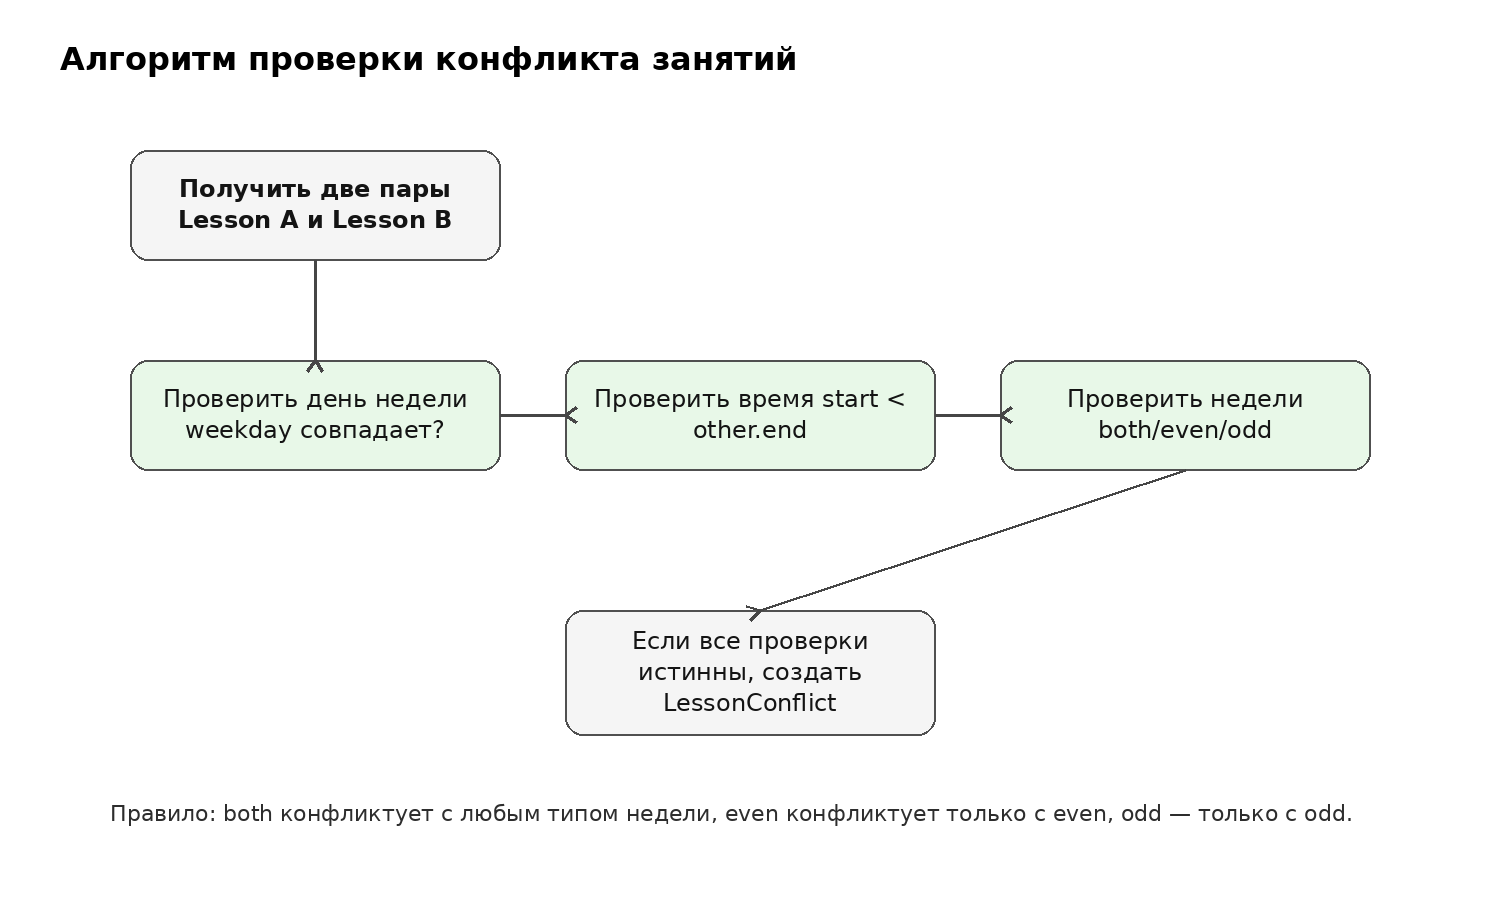 Алгоритм проверки конфликта занятий
Получить две пары
Lesson A и Lesson B
Проверить день недели
weekday совпадает?
Проверить время start <
other.end
Проверить недели
both/even/odd
Если все проверки
истинны, создать
LessonConflict
Правило: both конфликтует с любым типом недели, even конфликтует только с even, odd — только с odd.